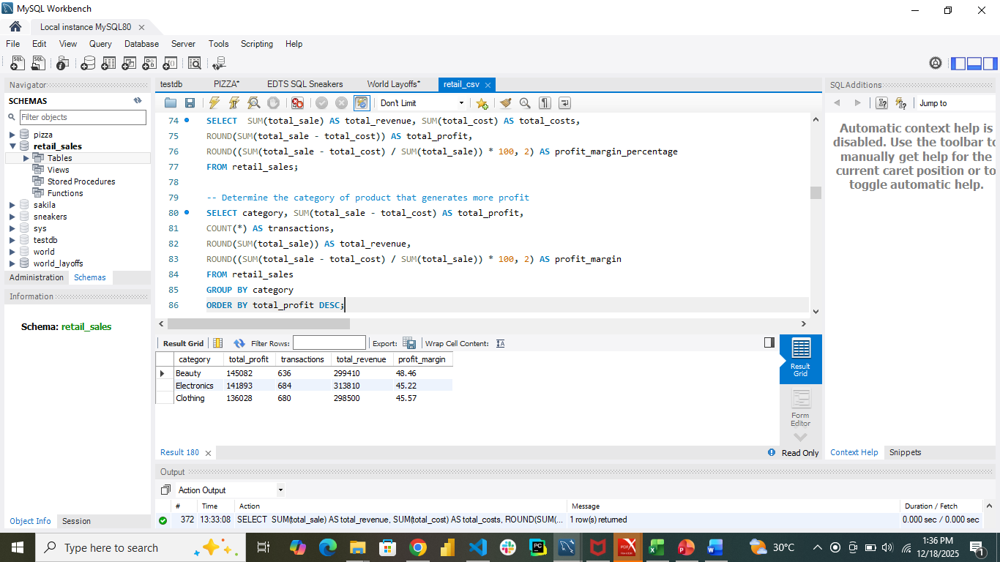 MySQL Workbench
Local instance MySQL80
File Edit View Query Database Server Tools Scripting Help
Navigator
SCHEMAS
Filter objects
pizza
retail_sales
Tables
Views
Stored Procedures
Functions
sakila
sneakers
sys
testdb
world
world_layoffs
Administration Schemas
Information
Schema: retail_sales
Object Info Session
testdb PIZZA* EDTS SQL Sneakers World Layoffs* retail_csv
Don't Limit
74 SELECT  SUM(total_sale) AS total_revenue, SUM(total_cost) AS total_costs,
75 ROUND(SUM(total_sale - total_cost)) AS total_profit,
76 ROUND((SUM(total_sale - total_cost) / SUM(total_sale)) * 100, 2) AS profit_margin_percentage
77 FROM retail_sales;
78
79 -- Determine the category of product that generates more profit
80 SELECT category, SUM(total_sale - total_cost) AS total_profit,
81 COUNT(*) AS transactions,
82 ROUND(SUM(total_sale)) AS total_revenue,
83 ROUND((SUM(total_sale - total_cost) / SUM(total_sale)) * 100, 2) AS profit_margin
84 FROM retail_sales
85 GROUP BY category
86 ORDER BY total_profit DESC;
Result Grid Filter Rows: Export: Wrap Cell Content:
category total_profit transactions total_revenue profit_margin
Beauty 145082 636 299410 48.46
Electronics 141893 684 313810 45.22
Clothing 136028 680 298500 45.57
Result Grid
Form Editor
Result 180
Read Only
SQLAdditions
Jump to
Automatic context help is
disabled. Use the toolbar to
manually get help for the
current caret position or to
toggle automatic help.
Context Help Snippets
Output
Action Output
# Time Action Message Duration / Fetch
372 13:33:08 SELECT  SUM(total_sale) AS total_revenue, SUM(total_cost) AS total_costs, ROUND(SUM(... 1 row(s) returned 0.000 sec / 0.000 sec
Type here to search
30°C
1:36 PM
12/18/2025